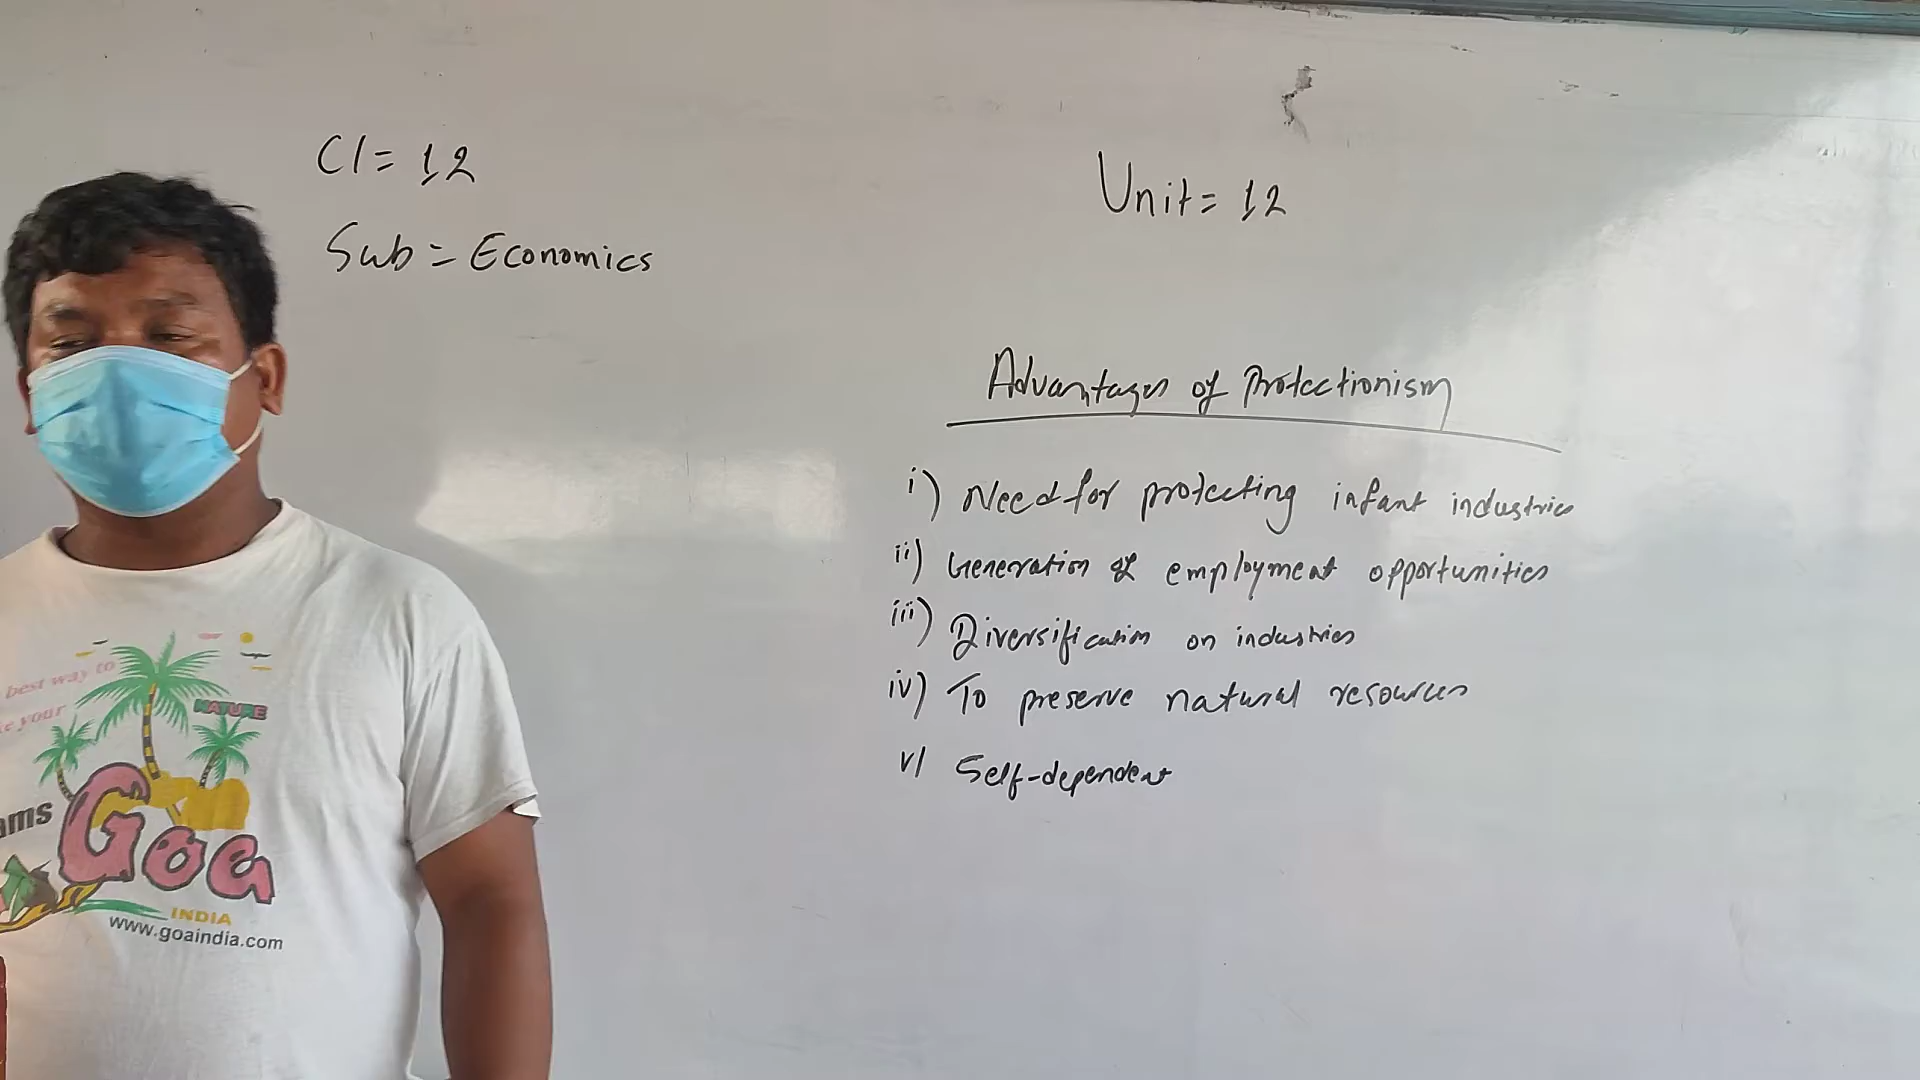 Cl = 12
Sub = Economics
Unit = 12
Advantages of Protectionism
i) Need for protecting infant industries
ii) Generation of employment opportunities
iii) Diversification on industries
iv) To preserve natural resources
v) Self-dependent
best way to
your
NATURE
Goa
INDIA
www.goaindia.com